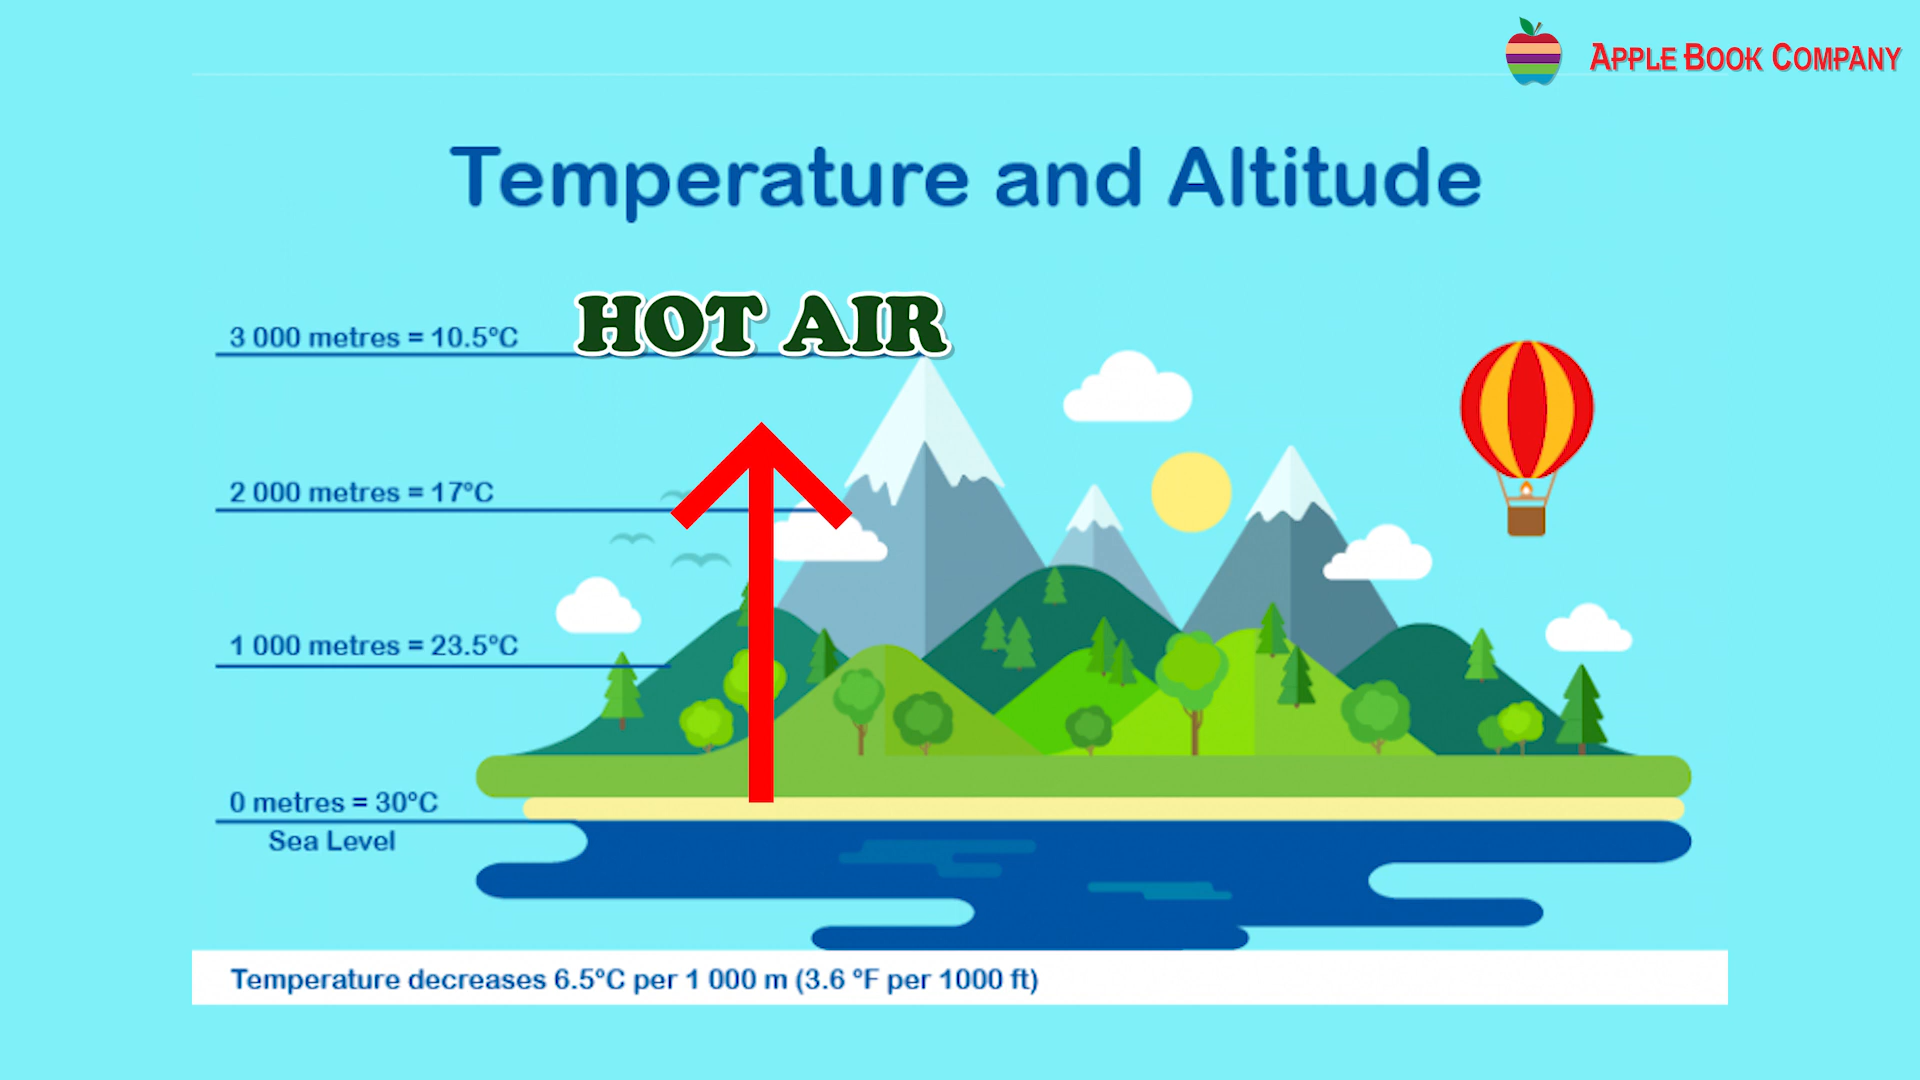 APPLE BOOK COMPANY
Temperature and Altitude
HOT AIR
3 000 metres = 10.5°C
2 000 metres = 17°C
1 000 metres = 23.5°C
0 metres = 30°C
Sea Level
Temperature decreases 6.5°C per 1 000 m (3.6 °F per 1000 ft)